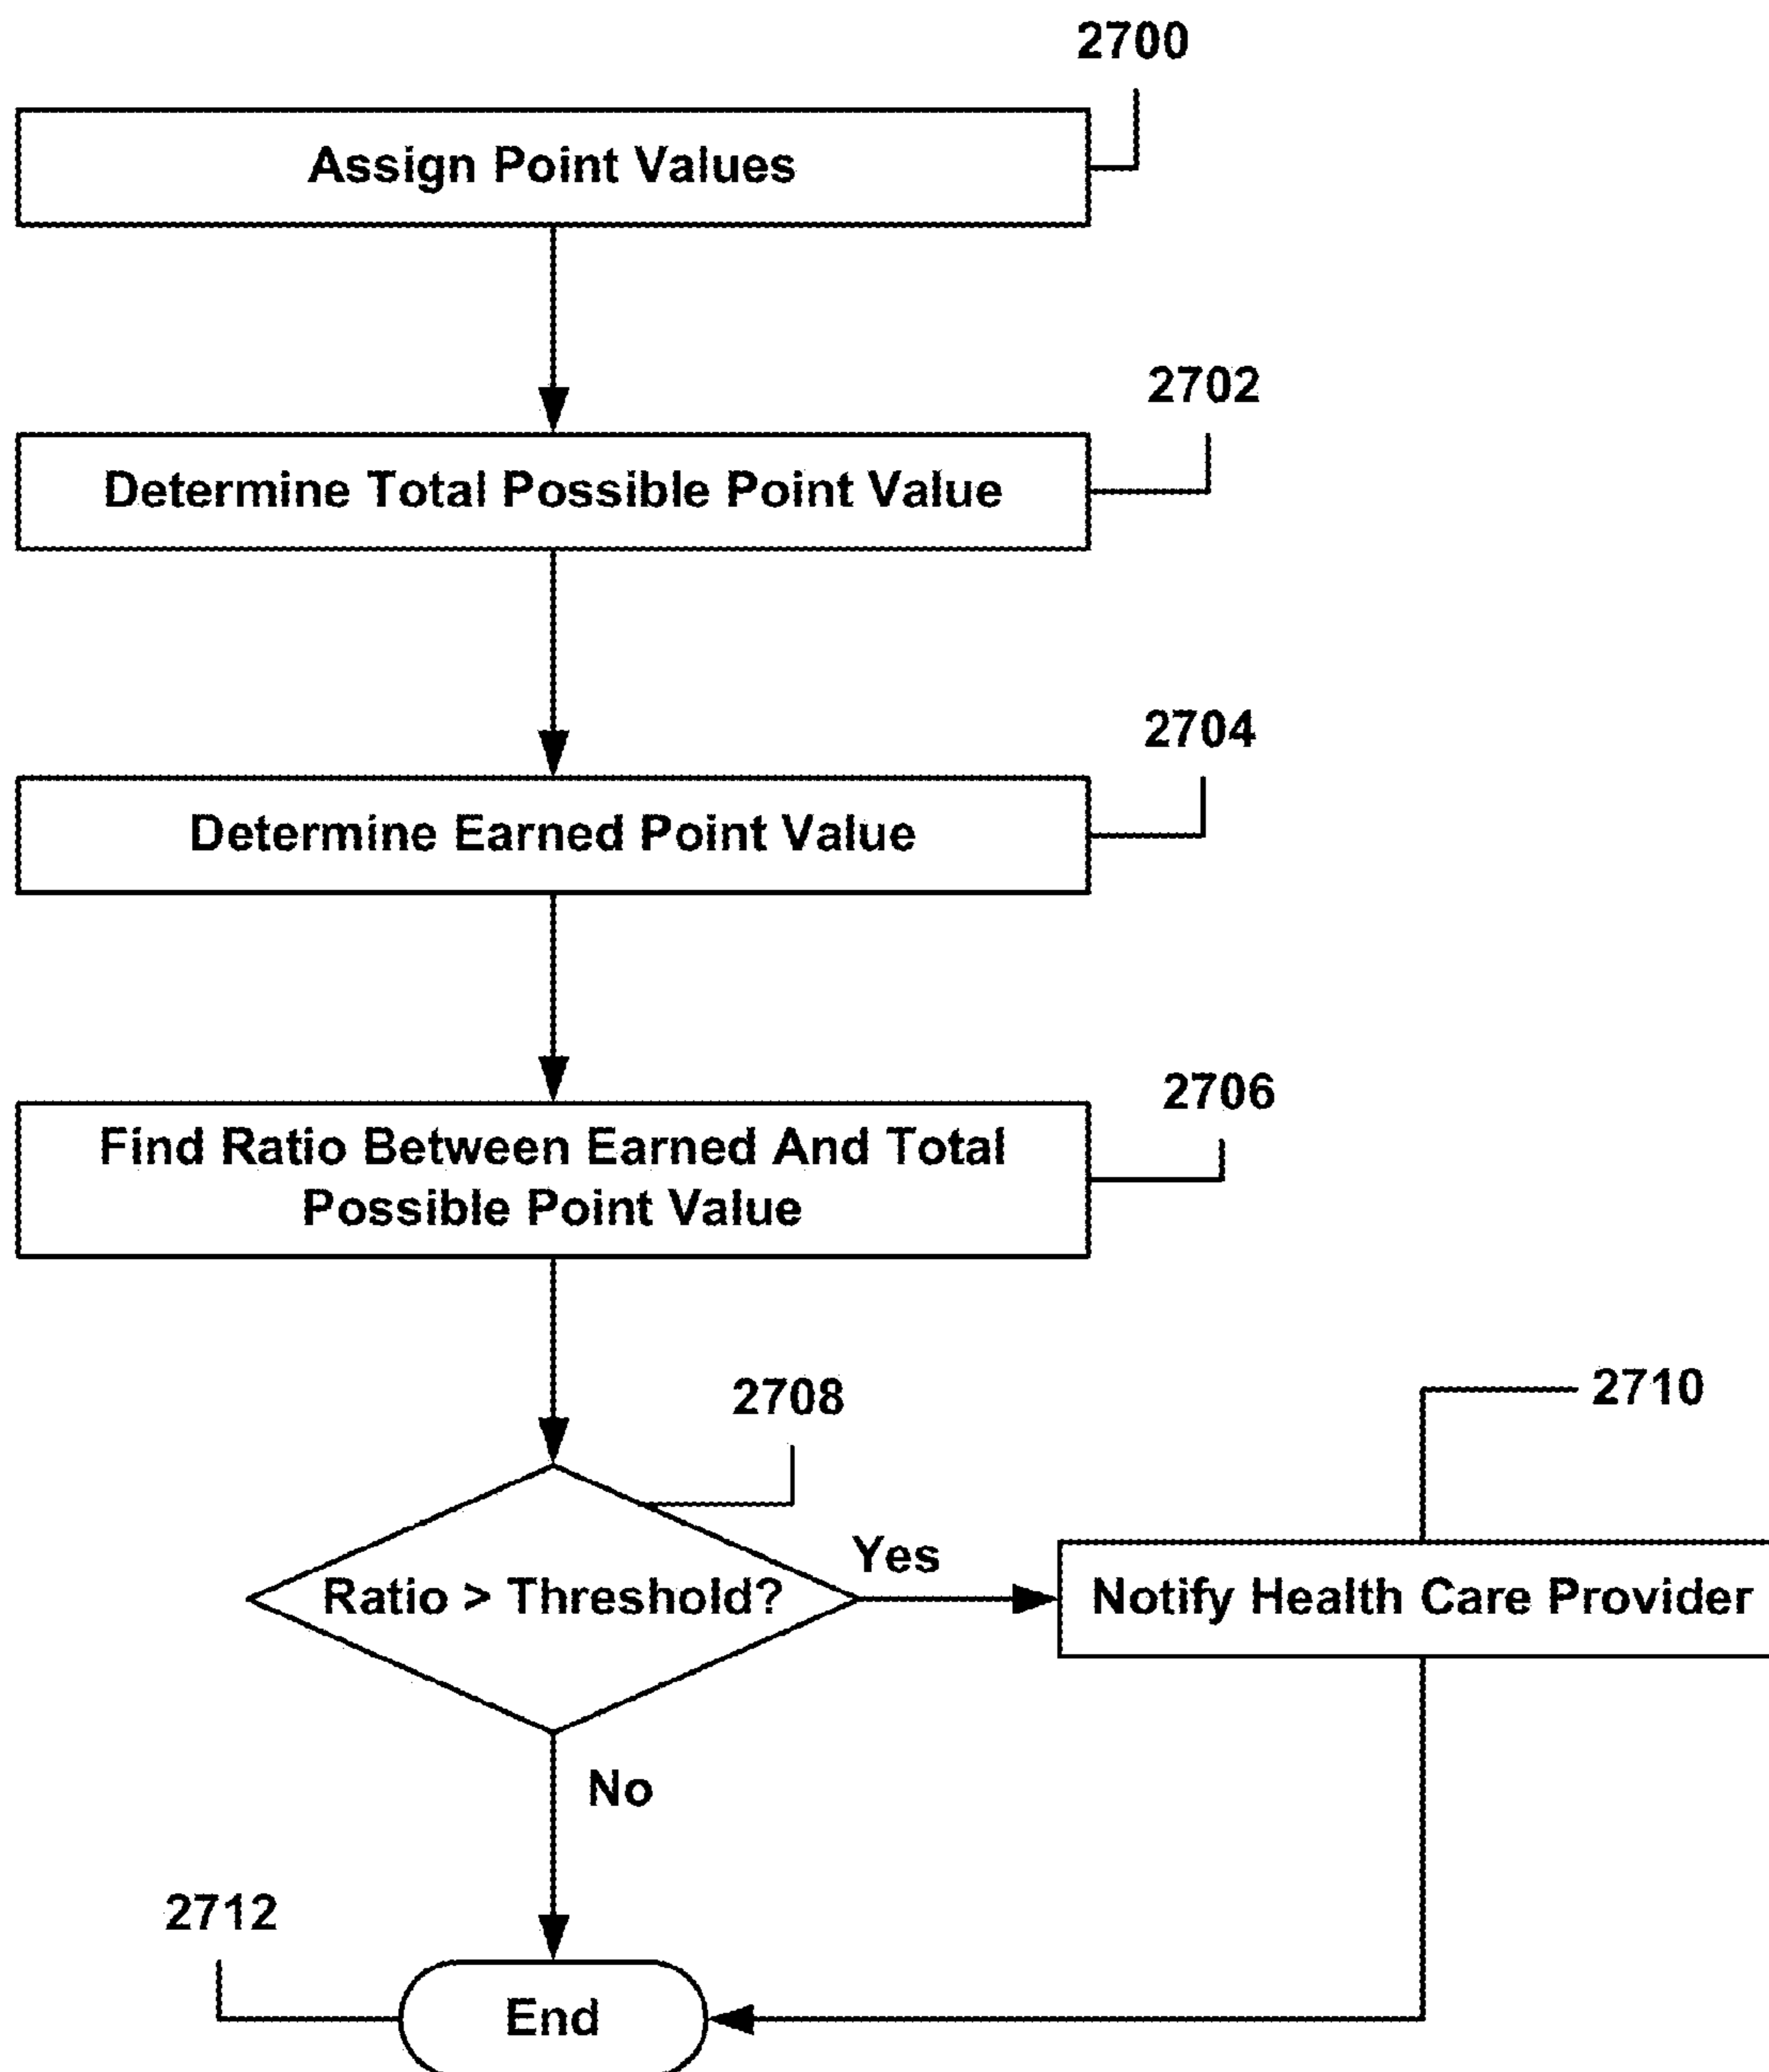 2700
Assign Point Values
2702
Determine Total Possible Point Value
2704
Determine Earned Point Value
2706
Find Ratio Between Earned And Total
Possible Point Value
2708
2710
Yes
Ratio > Threshold?
Notify Health Care Provider
No
2712
End